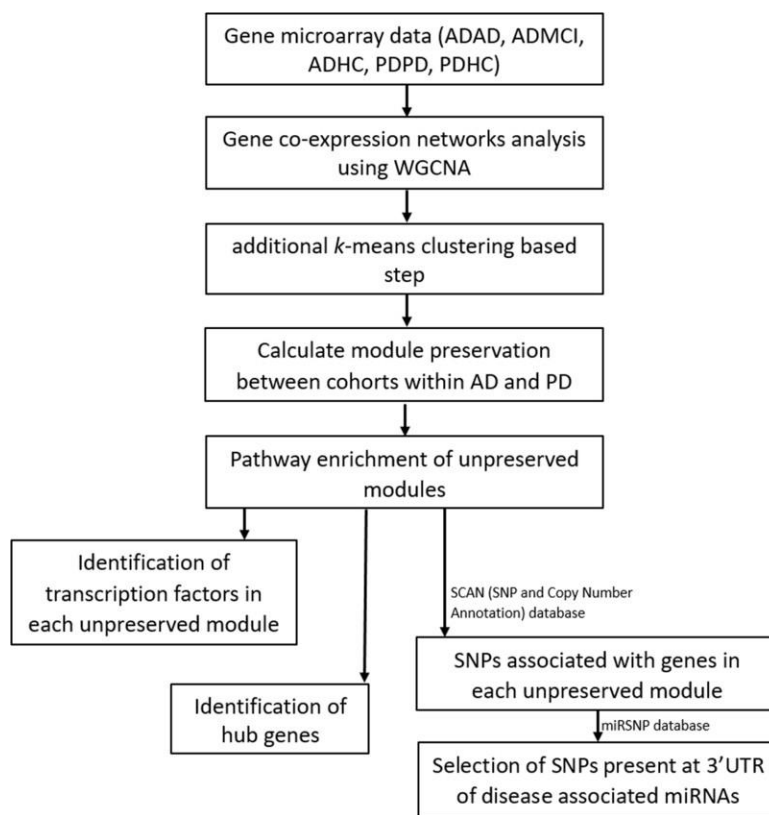 Gene microarray data (ADAD, ADMCI,
ADHC, PDPD, PDHC)
Gene co-expression networks analysis
using WGCNA
additional k-means clustering based
step
Calculate module preservation
between cohorts within AD and PD
Pathway enrichment of unpreserved
modules
Identification of
transcription factors in
each unpreserved module
Identification of
hub genes
SCAN (SNP and Copy Number
Annotation) database
SNPs associated with genes in
each unpreserved module
miRSNP database
Selection of SNPs present at 3’UTR
of disease associated miRNAs